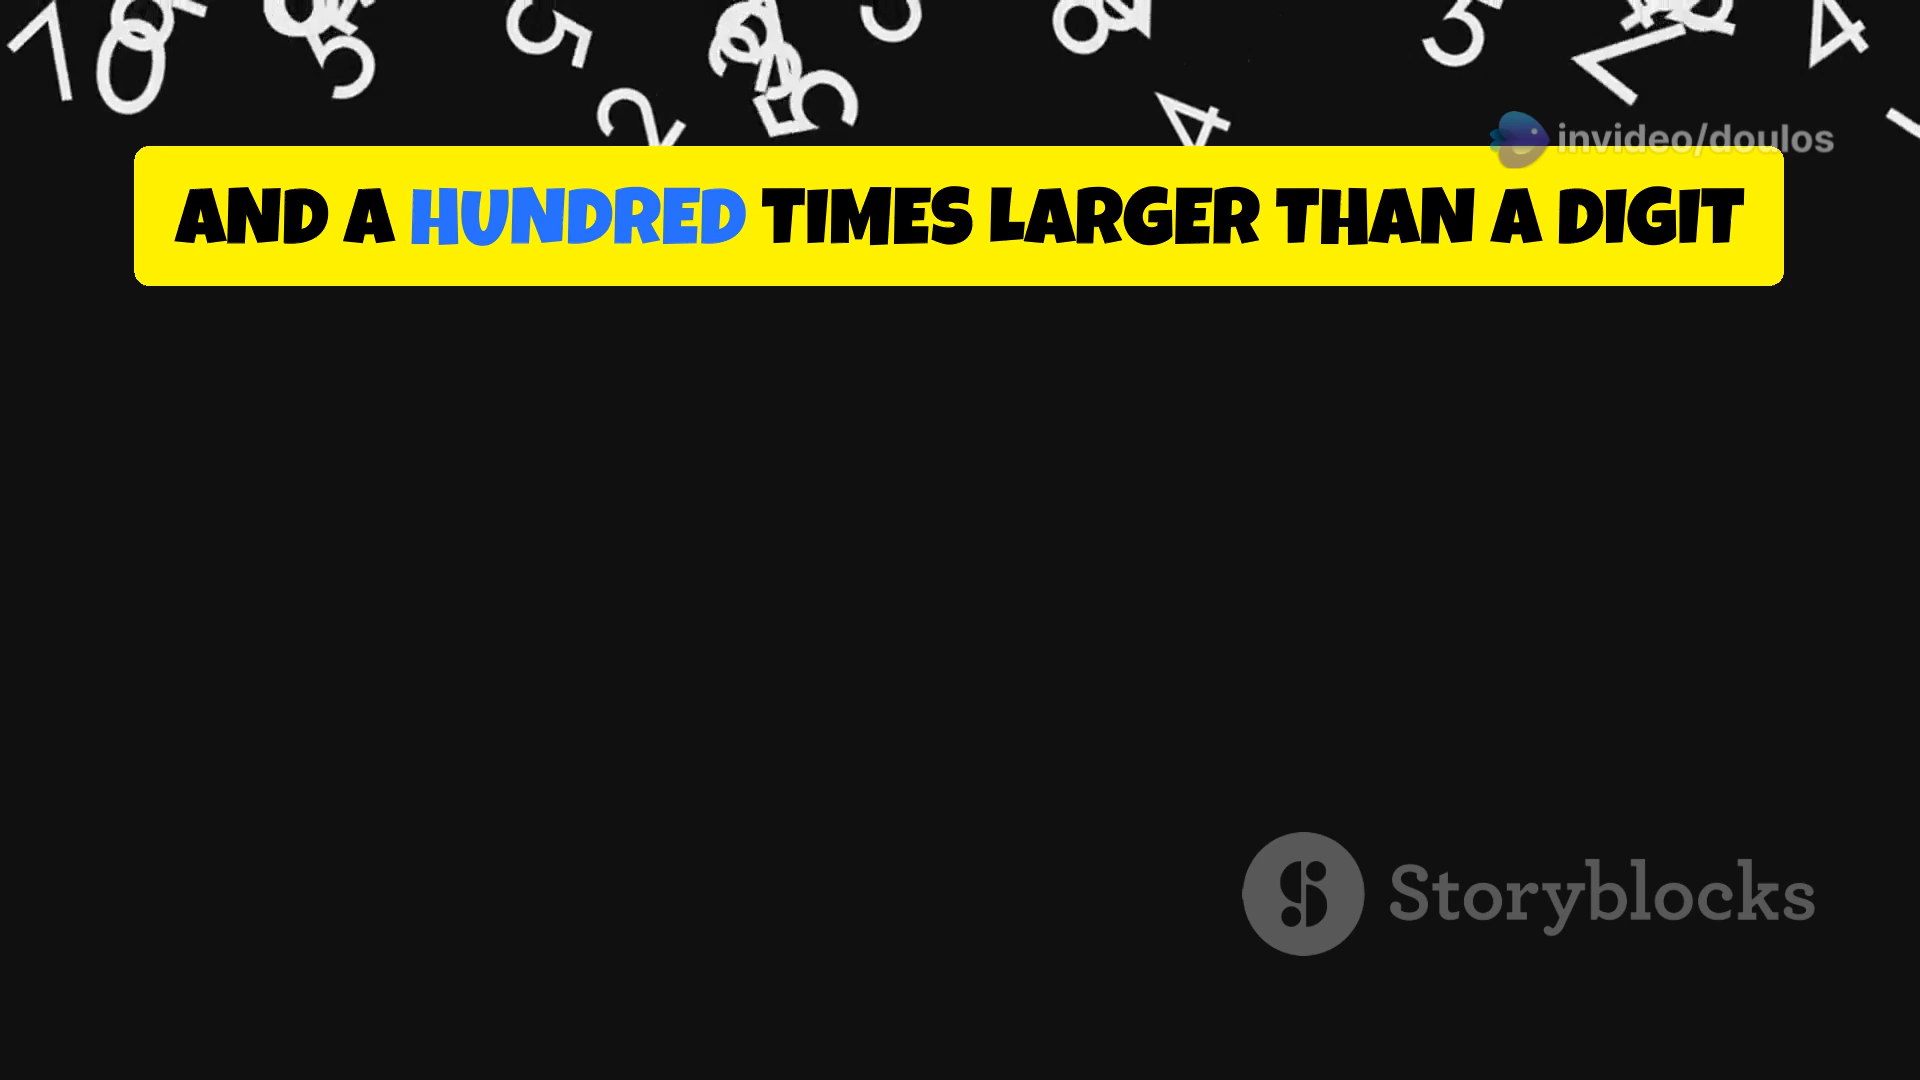 invideo/doulos
AND A HUNDRED TIMES LARGER THAN A DIGIT
Storyblocks